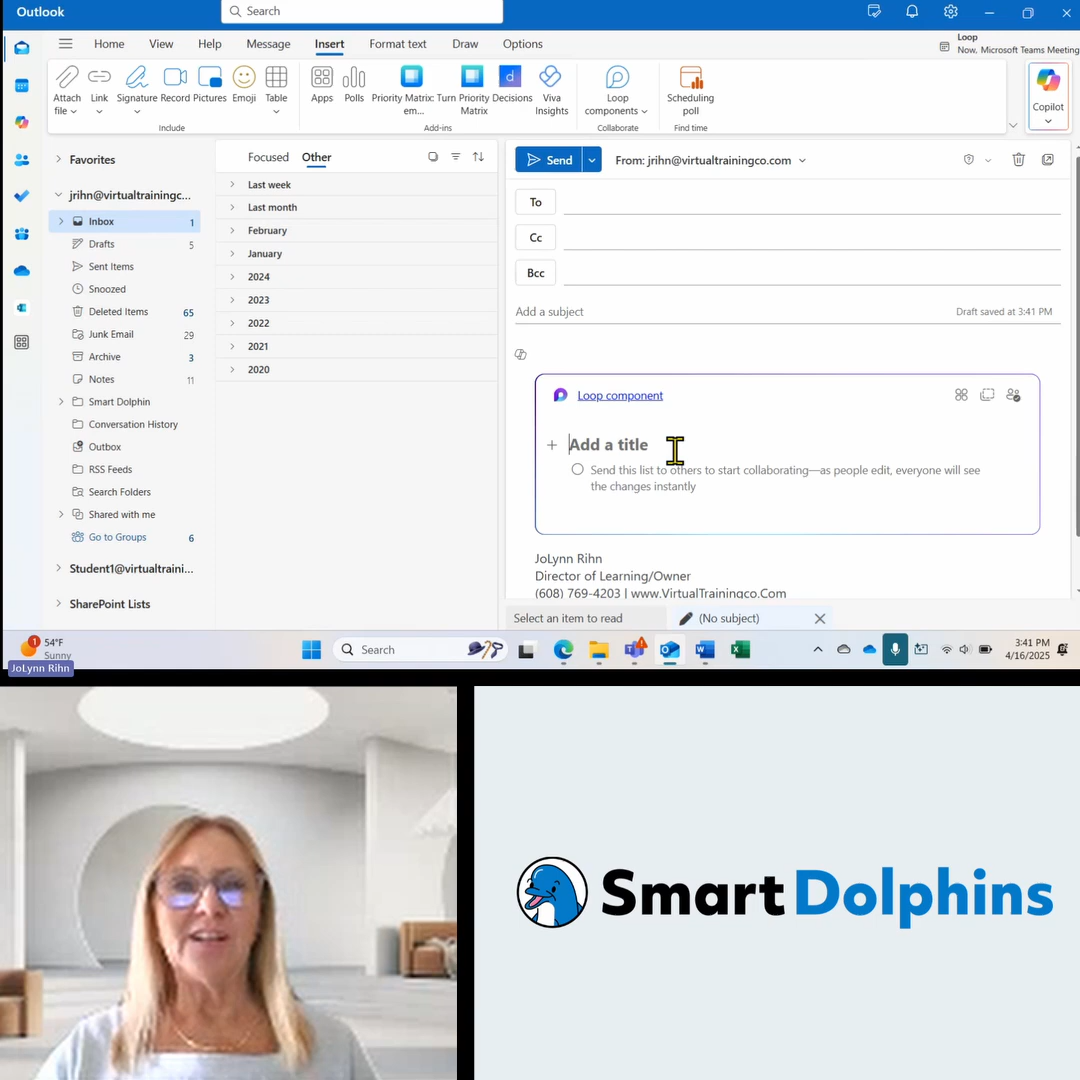 Outlook
Search
Home View Help Message Insert Format text Draw Options
Loop
Now, Microsoft Teams Meeting
Attach file Link Signature Record Pictures Emoji Table Apps Polls Priority Matrix: em... Turn Priority Matrix Decisions Viva Insights Loop components Scheduling poll Copilot
Include Add-ins Collaborate Find time
Favorites
jrihn@virtualtrainingc...
Inbox 1
Drafts 5
Sent Items
Snoozed
Deleted Items 65
Junk Email 29
Archive 3
Notes 11
Smart Dolphin
Conversation History
Outbox
RSS Feeds
Search Folders
Shared with me
Go to Groups 6
Student1@virtualtraini...
SharePoint Lists
Focused Other
Last week
Last month
February
January
2024
2023
2022
2021
2020
Send From: jrihn@virtualtrainingco.com
To
Cc
Bcc
Add a subject Draft saved at 3:41 PM
Loop component
Add a title
Send this list to others to start collaborating—as people edit, everyone will see
the changes instantly
JoLynn Rihn
Director of Learning/Owner
(608) 769-4203 | www.VirtualTrainingco.Com
Select an item to read (No subject)
1
54°F
Sunny
Search
3:41 PM
4/16/2025
JoLynn Rihn
Smart Dolphins